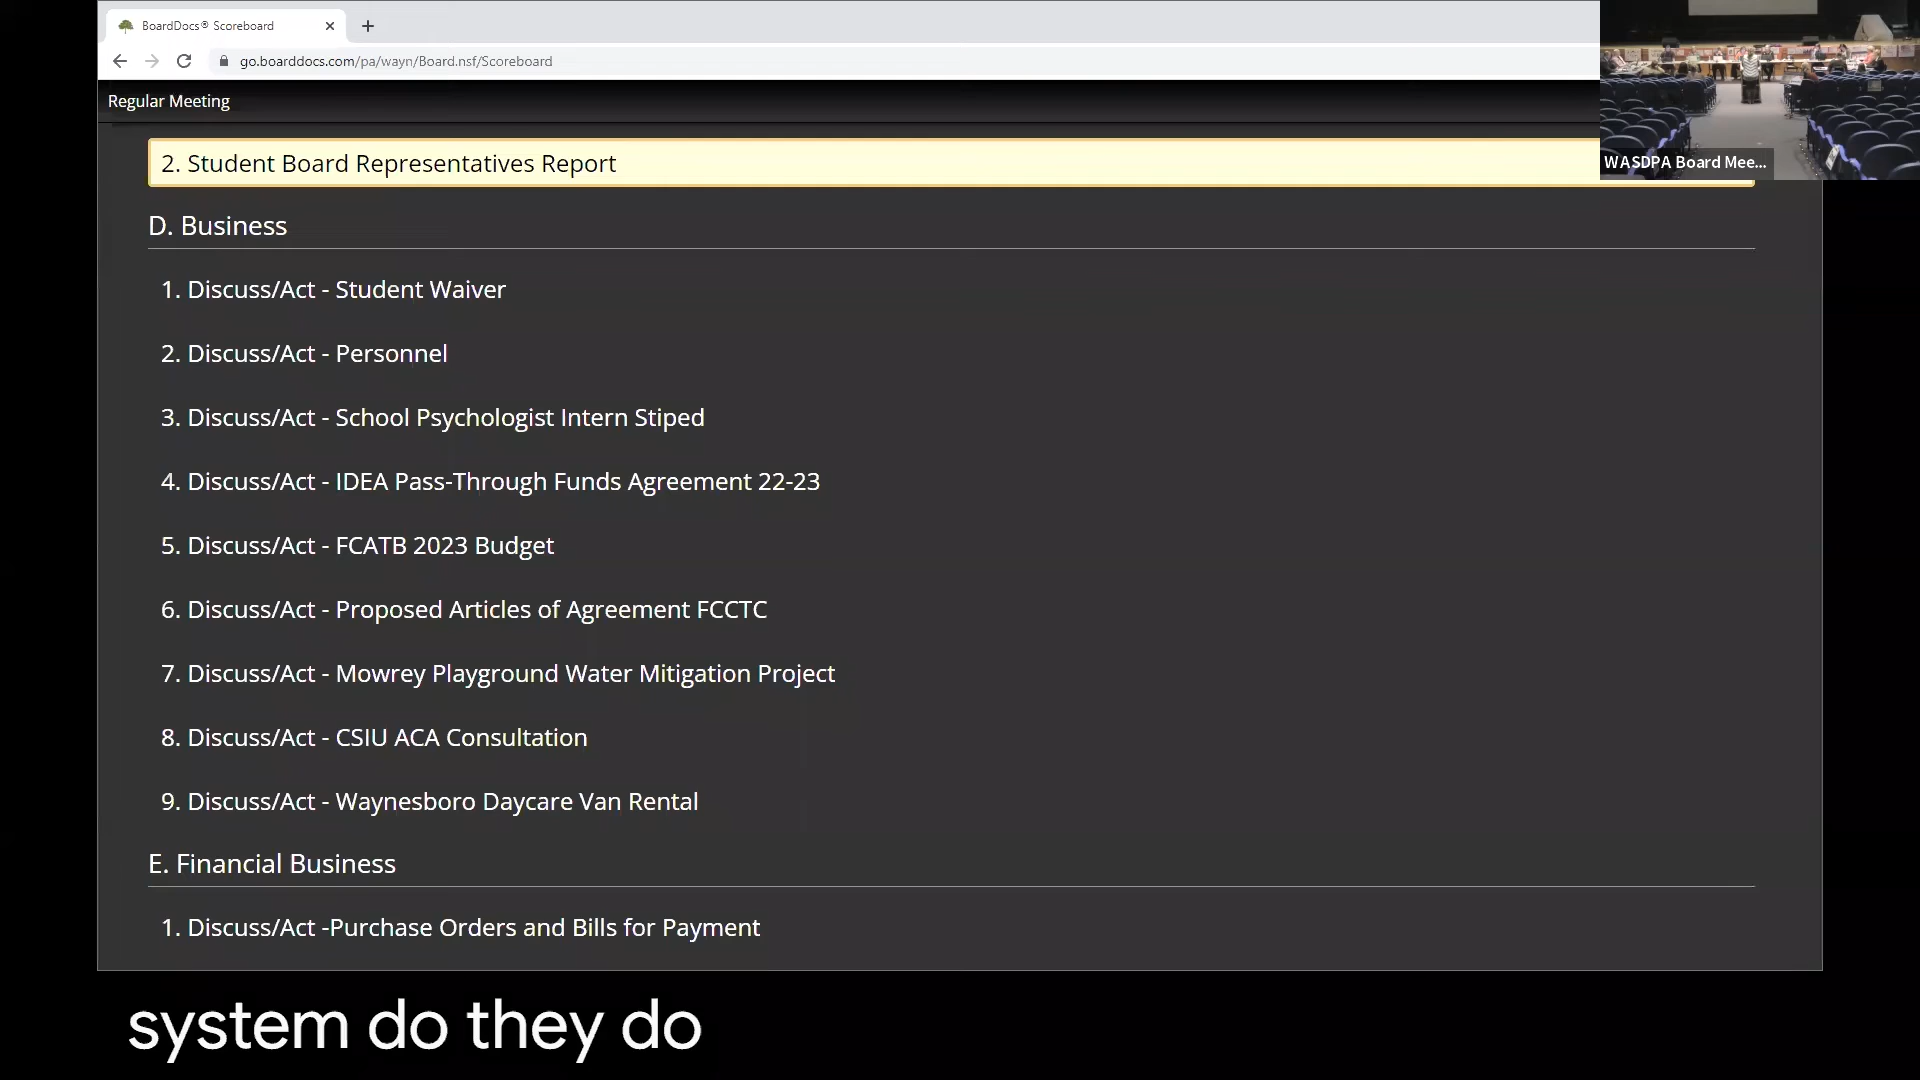 BoardDocs® Scoreboard
go.boarddocs.com/pa/wayn/Board.nsf/Scoreboard
Regular Meeting
WASDPA Board Mee...
2. Student Board Representatives Report
D. Business
1. Discuss/Act - Student Waiver
2. Discuss/Act - Personnel
3. Discuss/Act - School Psychologist Intern Stiped
4. Discuss/Act - IDEA Pass-Through Funds Agreement 22-23
5. Discuss/Act - FCATB 2023 Budget
6. Discuss/Act - Proposed Articles of Agreement FCCTC
7. Discuss/Act - Mowrey Playground Water Mitigation Project
8. Discuss/Act - CSIU ACA Consultation
9. Discuss/Act - Waynesboro Daycare Van Rental
E. Financial Business
1. Discuss/Act -Purchase Orders and Bills for Payment
system do they do